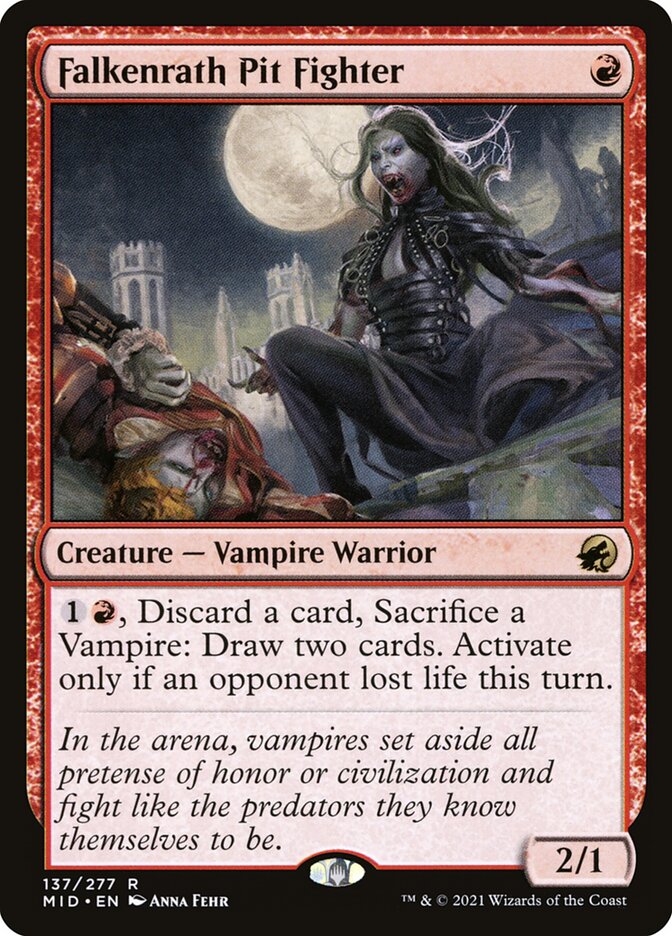 Falkenrath Pit Fighter
Creature — Vampire Warrior
1, Discard a card, Sacrifice a
Vampire: Draw two cards. Activate
only if an opponent lost life this turn.
In the arena, vampires set aside all
pretense of honor or civilization and
fight like the predators they know
themselves to be.
2/1
137/277 R
MID • EN Anna Fehr
™ & © 2021 Wizards of the Coast